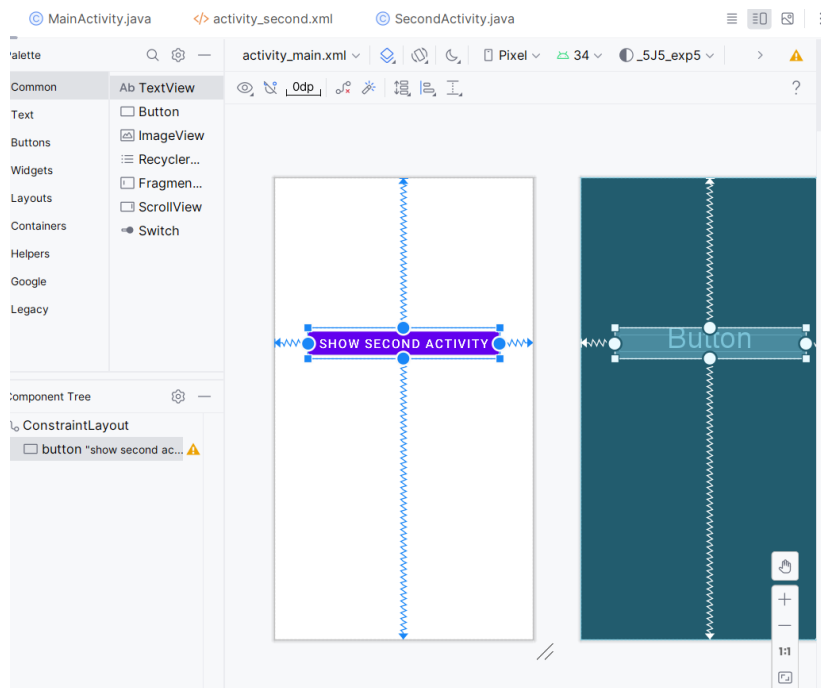 MainActivity.java activity_second.xml SecondActivity.java
Palette activity_main.xml Pixel 34 _5J5_exp5
Common Ab TextView 0dp ?
Text Button
Buttons ImageView
Widgets Recycler...
Layouts Fragmen...
Containers ScrollView
Helpers Switch
Google
Legacy
SHOW SECOND ACTIVITY Button
Component Tree
ConstraintLayout
button "show second ac...
1:1